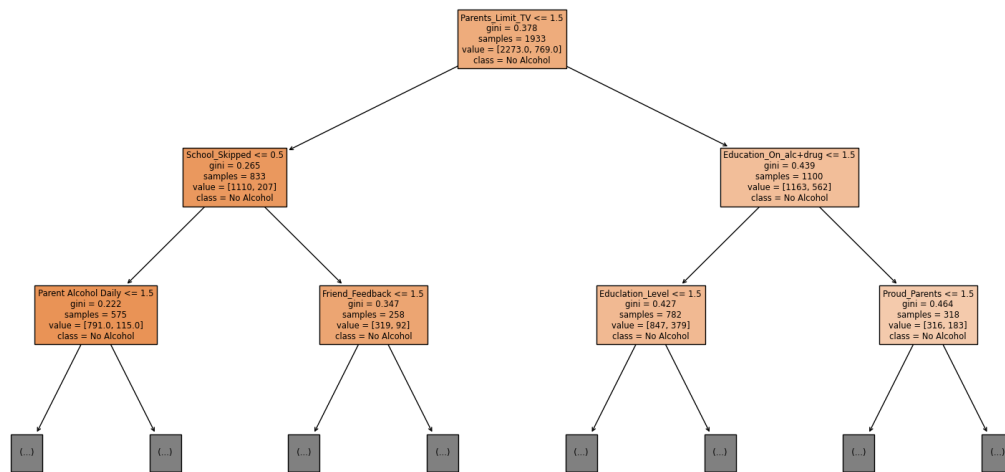 Parents_Limit_TV <= 1.5
gini = 0.378
samples = 1933
value = [2273.0, 769.0]
class = No Alcohol
School_Skipped <= 0.5
gini = 0.265
samples = 833
value = [1110, 207]
class = No Alcohol
Education_On_alc+drug <= 1.5
gini = 0.439
samples = 1100
value = [1163, 562]
class = No Alcohol
Parent Alcohol Daily <= 1.5
gini = 0.222
samples = 575
value = [791.0, 115.0]
class = No Alcohol
Friend_Feedback <= 1.5
gini = 0.347
samples = 258
value = [319, 92]
class = No Alcohol
Educlation_Level <= 1.5
gini = 0.427
samples = 782
value = [847, 379]
class = No Alcohol
Proud_Parents <= 1.5
gini = 0.464
samples = 318
value = [316, 183]
class = No Alcohol
(...)
(...)
(...)
(...)
(...)
(...)
(...)
(...)